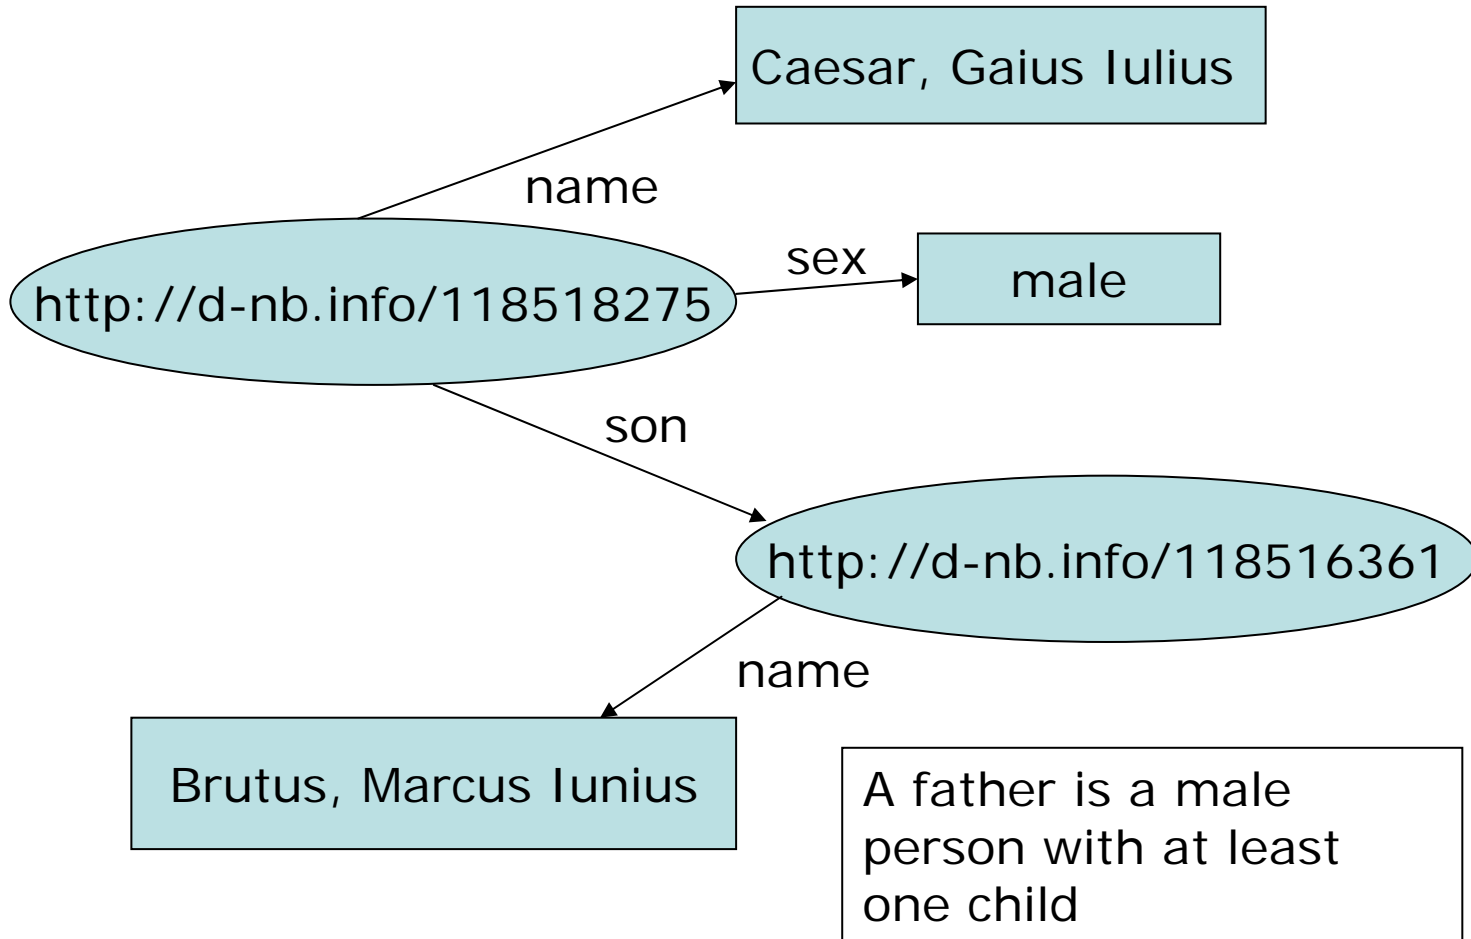 Caesar, Gaius Iulius
name
sex
male
http://d-nb.info/118518275
son
http://d-nb.info/118516361
name
Brutus, Marcus Iunius
A father is a male
person with at least
one child